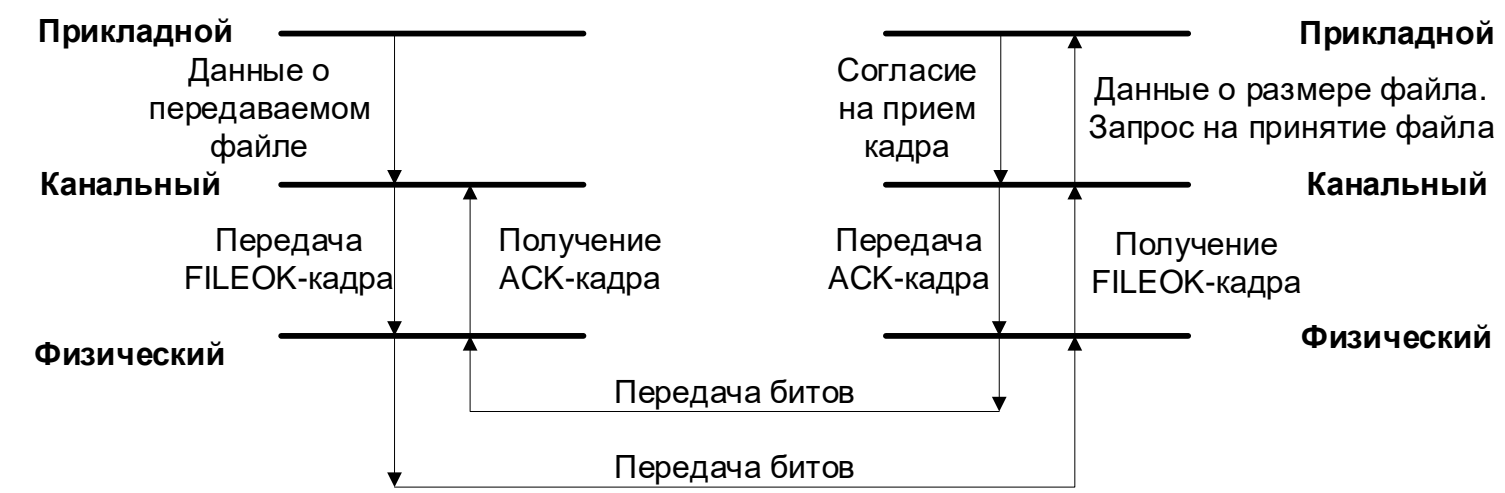 Прикладной
Прикладной
Данные о
передаваемом
файле
Согласие
на прием
кадра
Данные о размере файла.
Запрос на принятие файла
Канальный
Канальный
Передача
FILEOK-кадра
Получение
ACK-кадра
Передача
ACK-кадра
Получение
FILEOK-кадра
Физический
Физический
Передача битов
Передача битов